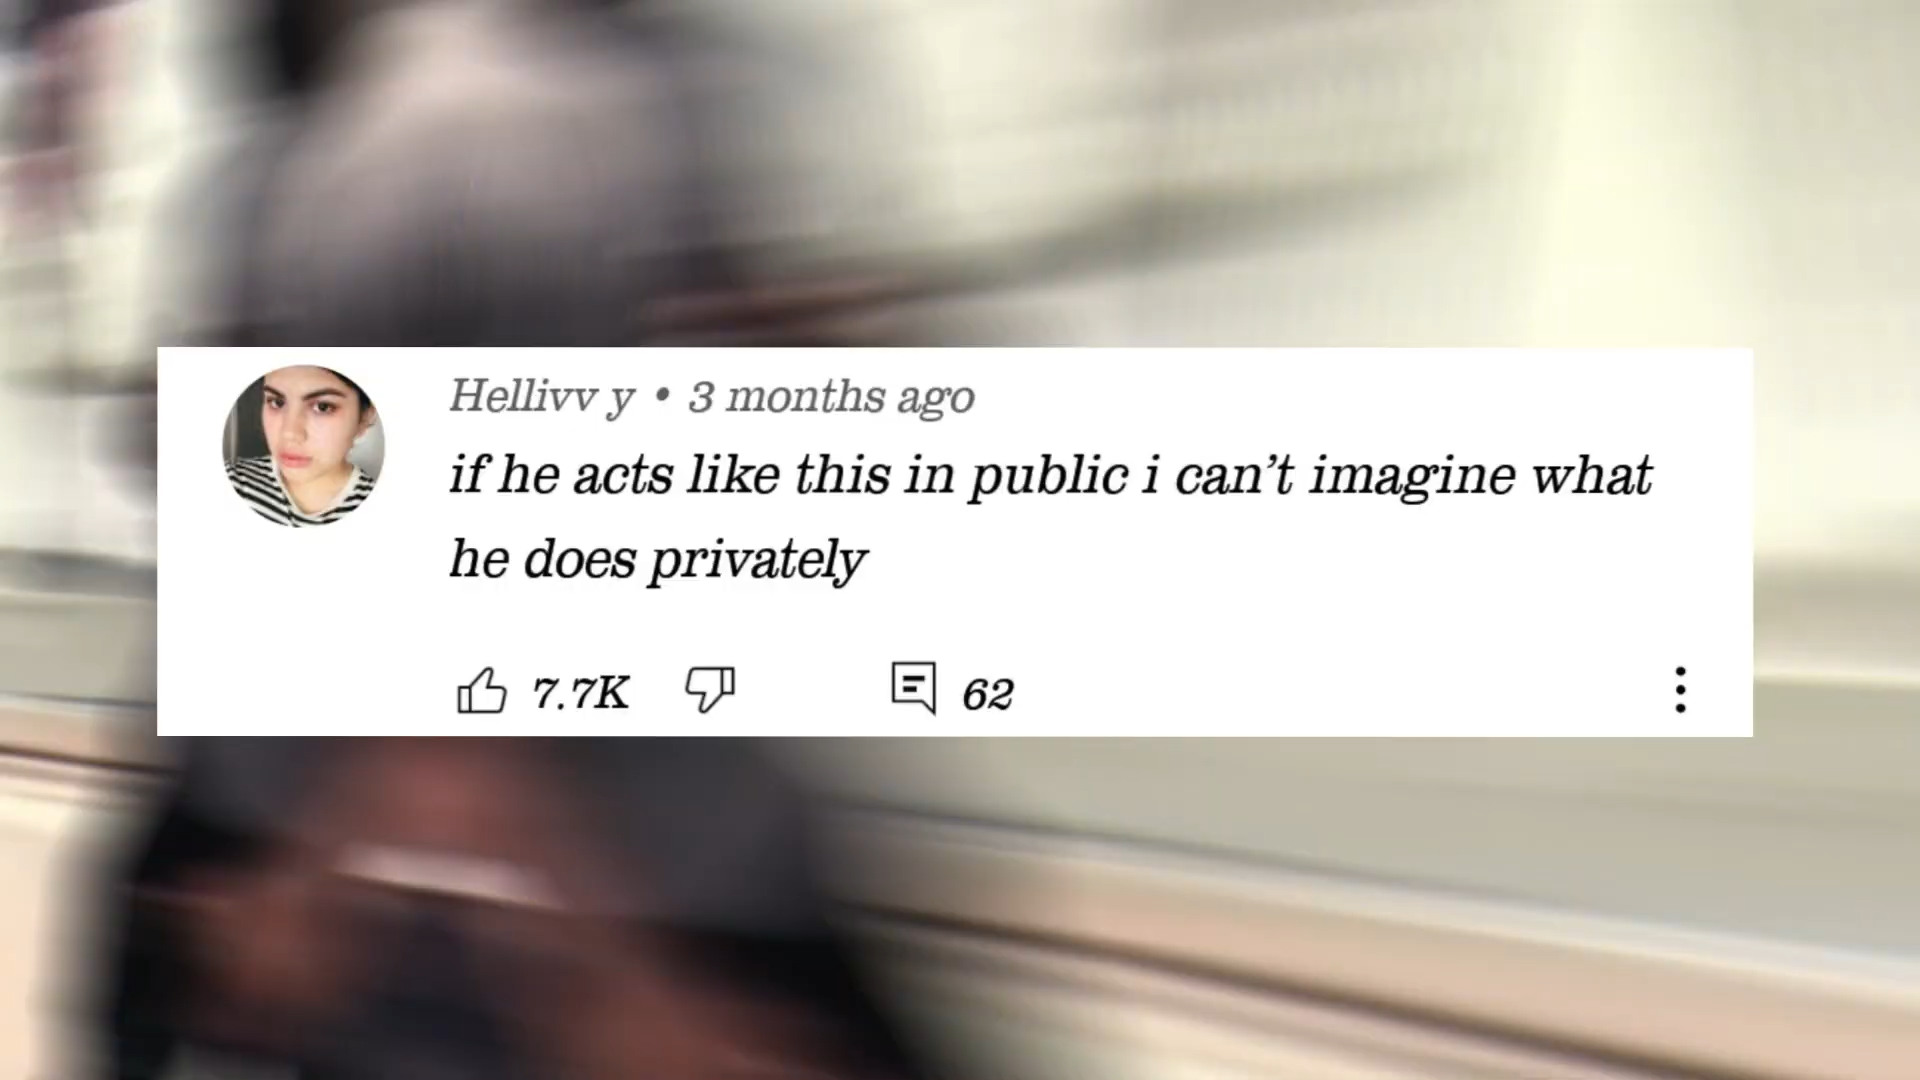 Hellivv y • 3 months ago
if he acts like this in public i can’t imagine what
he does privately
7.7K 62